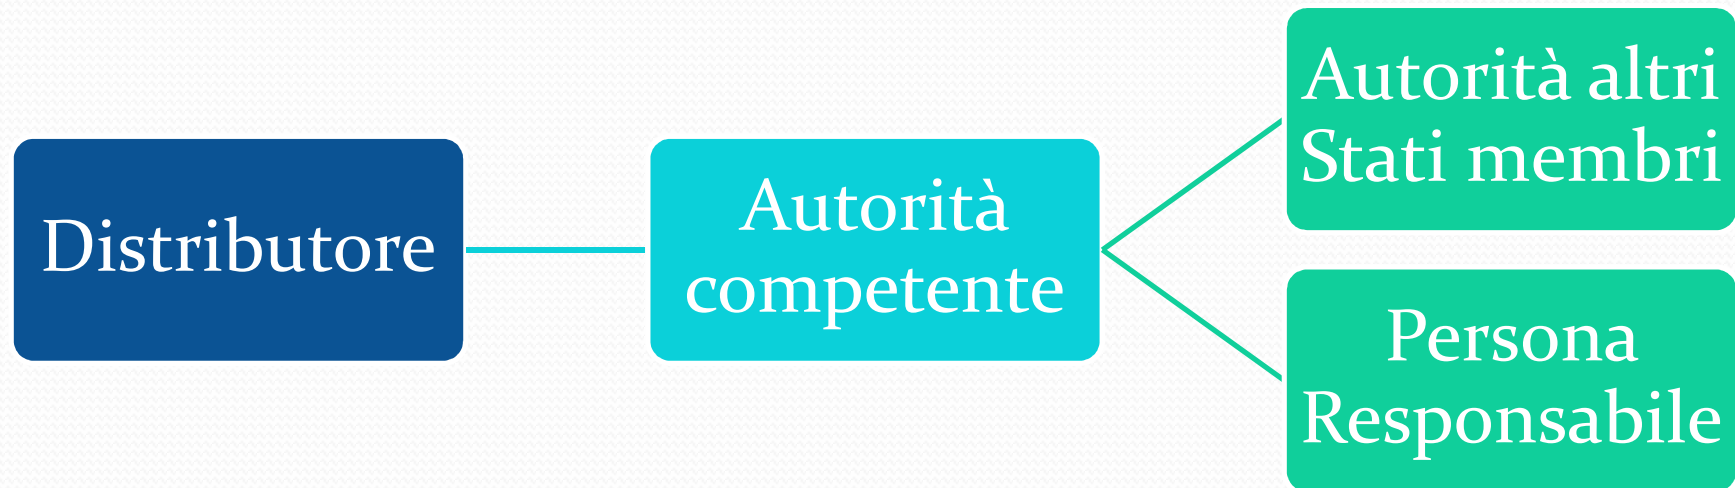 Distributore
Autorità
competente
Autorità altri
Stati membri
Persona
Responsabile